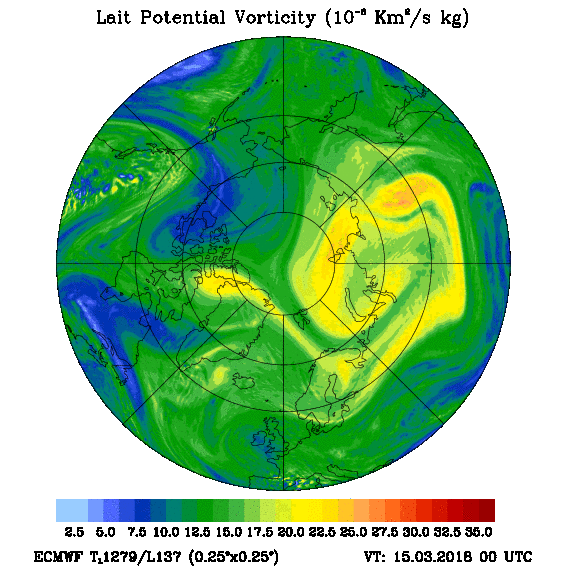 Lait Potential Vorticity (10⁻⁶ Km²/s kg)
2.5 5.0 7.5 10.0 12.5 15.0 17.5 20.0 22.5 25.0 27.5 30.0 32.5 35.0
ECMWF T_L1279/L137 (0.25°x0.25°) VT: 15.03.2018 00 UTC